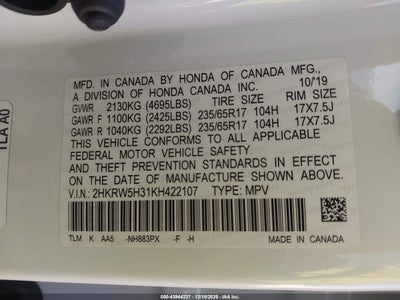 MFD. IN CANADA BY HONDA OF CANADA MFG.,
A DIVISION OF HONDA CANADA INC. 10/19
GVWR 2130KG (4695LBS) TIRE SIZE RIM SIZE
GAWR F 1100KG (2425LBS) 235/65R17 104H 17X7.5J
GAWR R 1040KG (2292LBS) 235/65R17 104H 17X7.5J
THIS VEHICLE CONFORMS TO ALL APPLICABLE
FEDERAL MOTOR VEHICLE SAFETY
AND THEFT PREVENTION STANDARDS IN EFFECT
ON THE DATE OF MANUFACTURE SHOWN ABOVE.
V.I.N.: 2HKRW5H31KH422107 TYPE: MPV
TLM K AA5 -NH883PX -F -H MADE IN CANADA
TLA A0
000-43944237 - 12/18/2025 - IAA